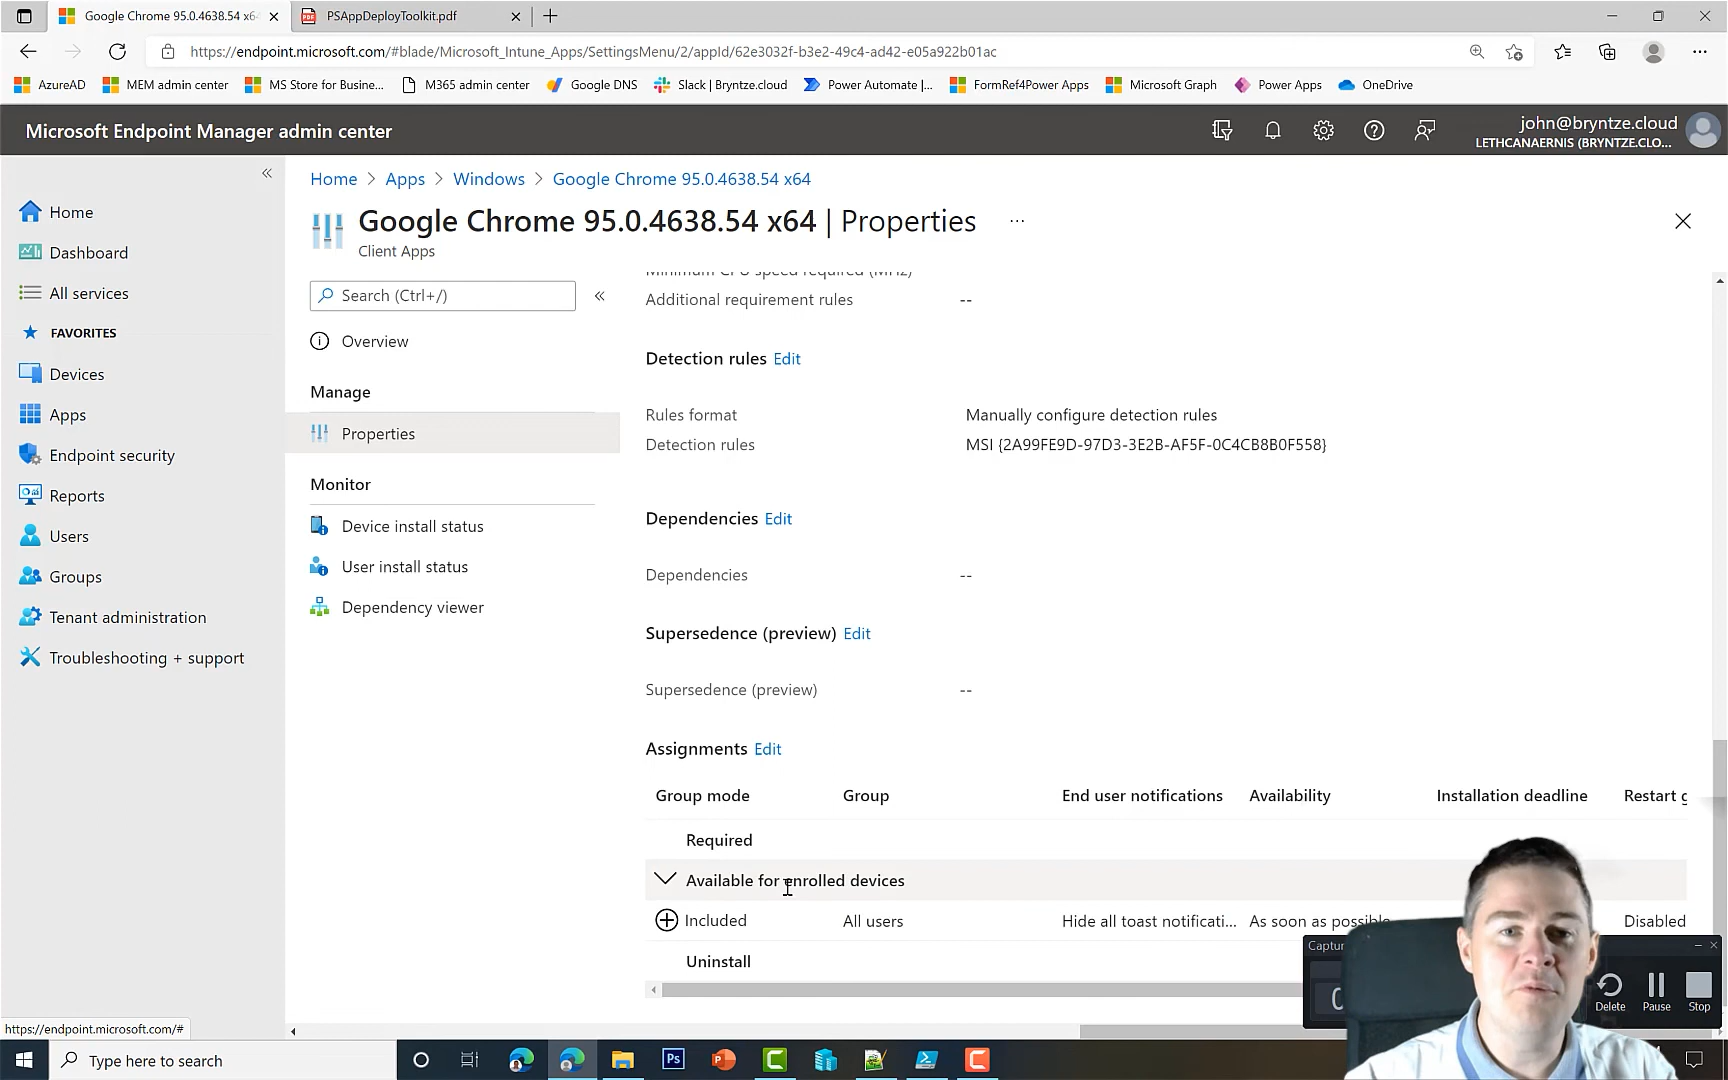 Google Chrome 95.0.4638.54 x64
PSAppDeployToolkit.pdf
https://endpoint.microsoft.com/#blade/Microsoft_Intune_Apps/SettingsMenu/2/appId/62e3032f-b3e2-49c4-ad42-e05a922b01ac
AzureAD
MEM admin center
MS Store for Busine...
M365 admin center
Google DNS
Slack | Bryntze.cloud
Power Automate |...
FormRef4Power Apps
Microsoft Graph
Power Apps
OneDrive
Microsoft Endpoint Manager admin center
john@bryntze.cloud
LETHCANAERNIS (BRYNTZE.CLO...
Home > Apps > Windows > Google Chrome 95.0.4638.54 x64
Google Chrome 95.0.4638.54 x64 | Properties ...
Client Apps
Home
Dashboard
All services
FAVORITES
Devices
Apps
Endpoint security
Reports
Users
Groups
Tenant administration
Troubleshooting + support
Search (Ctrl+/)
Overview
Manage
Properties
Monitor
Device install status
User install status
Dependency viewer
Minimum CPU speed required (MHz)
Additional requirement rules --
Detection rules Edit
Rules format Manually configure detection rules
Detection rules MSI {2A99FE9D-97D3-3E2B-AF5F-0C4CB8B0F558}
Dependencies Edit
Dependencies --
Supersedence (preview) Edit
Supersedence (preview) --
Assignments Edit
Group mode Group End user notifications Availability Installation deadline Restart g
Required
Available for enrolled devices
Included All users Hide all toast notificati... As soon as possible Disabled
Uninstall
Captur
Delete Pause Stop
https://endpoint.microsoft.com/#
Type here to search
Ps